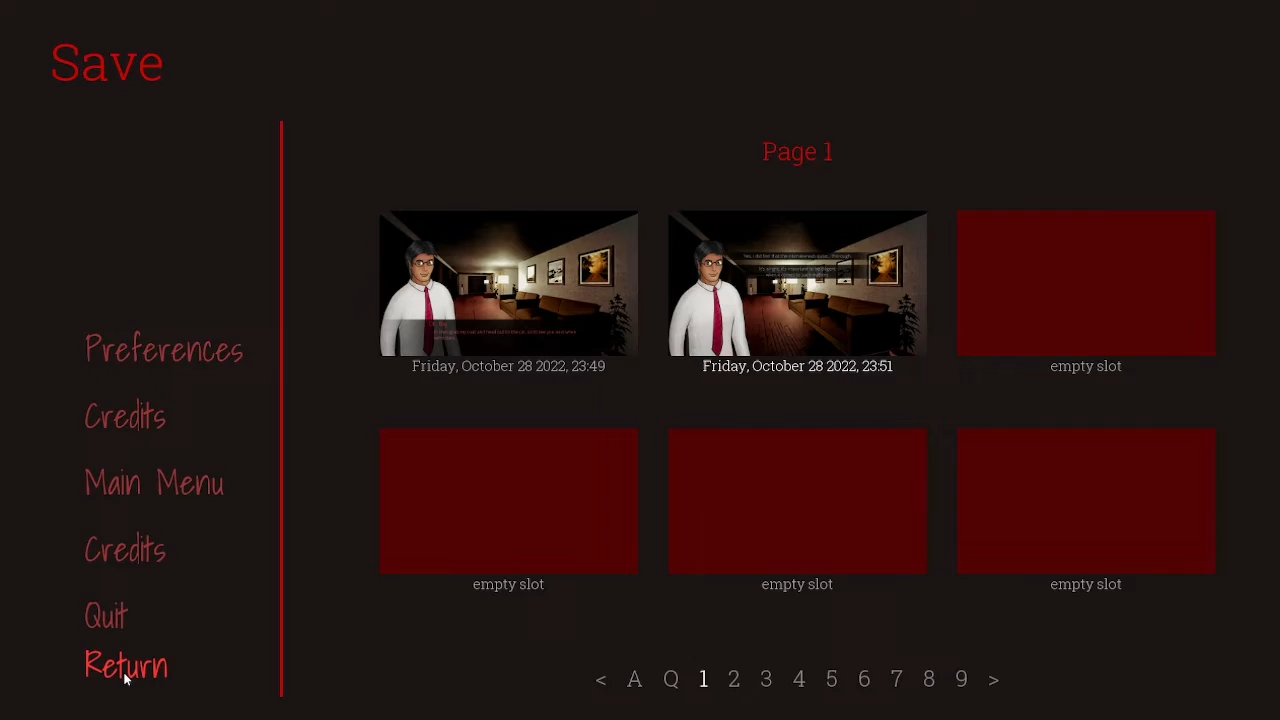 Save
Page 1
Friday, October 28 2022, 23:49
Friday, October 28 2022, 23:51
empty slot
empty slot
empty slot
empty slot
Preferences
Credits
Main Menu
Credits
Quit
Return
< A Q 1 2 3 4 5 6 7 8 9 >